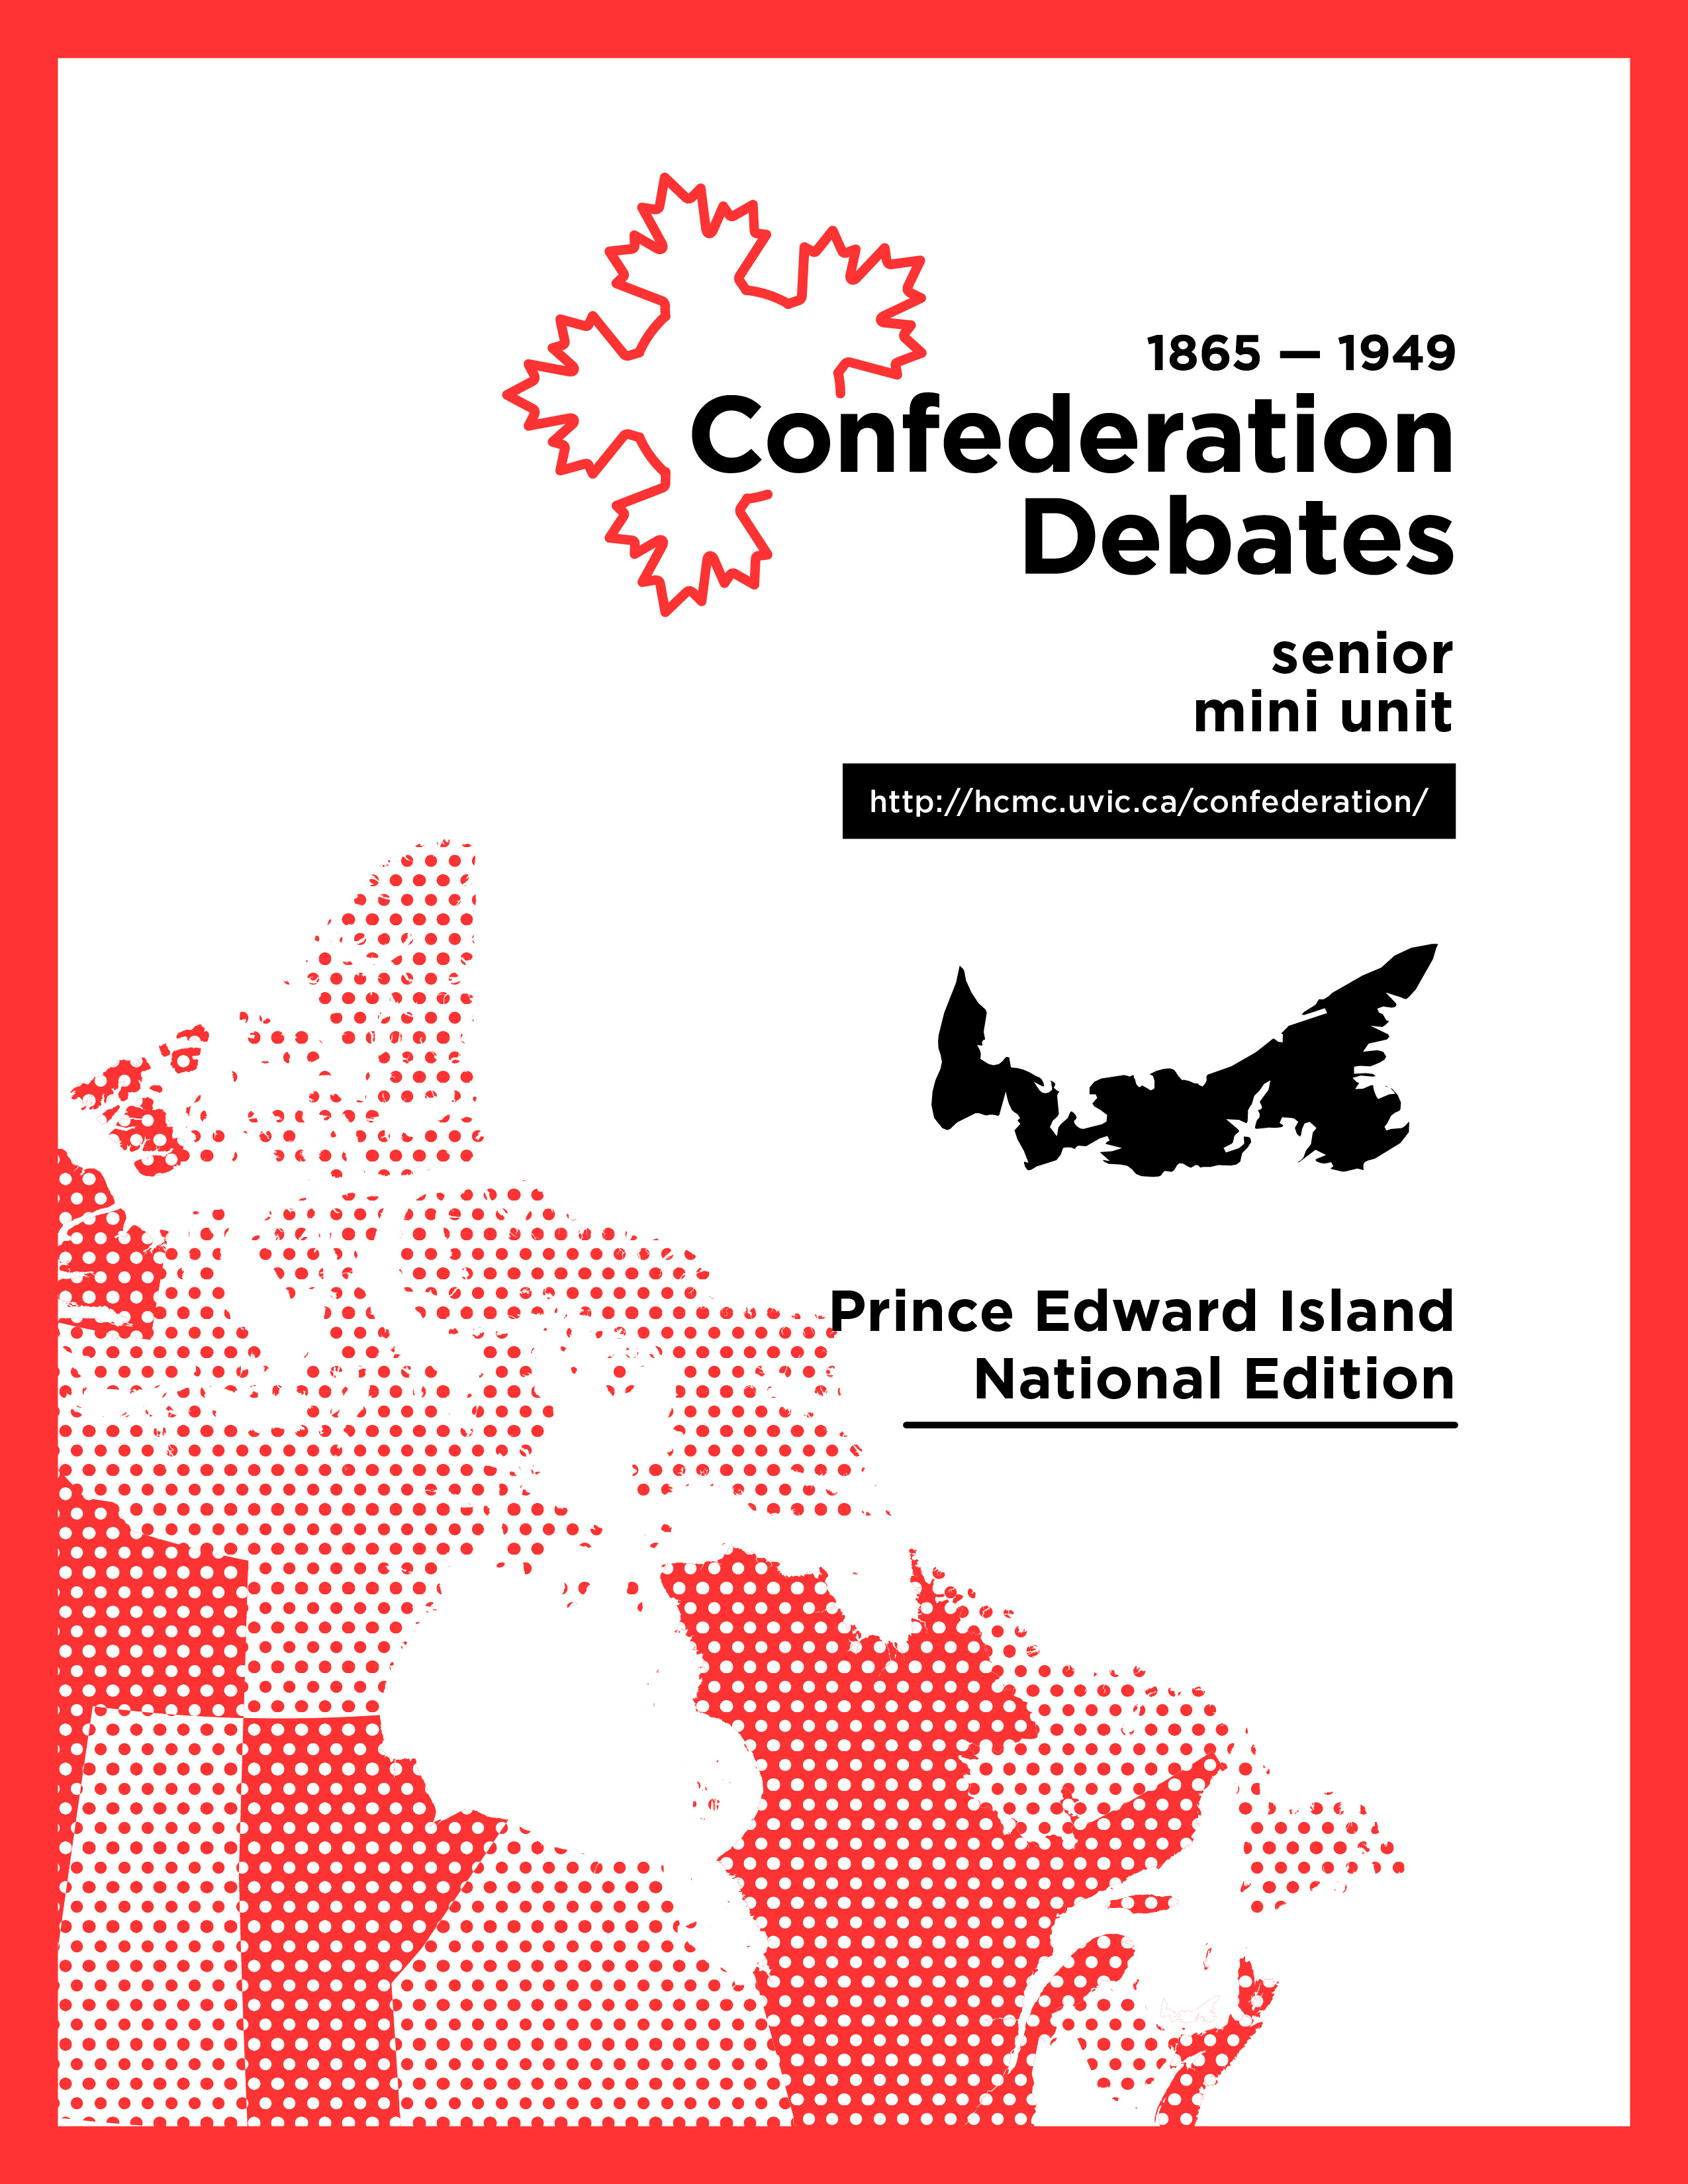 1865 — 1949
Confederation
Debates
senior
mini unit
http://hcmc.uvic.ca/confederation/
Prince Edward Island
National Edition